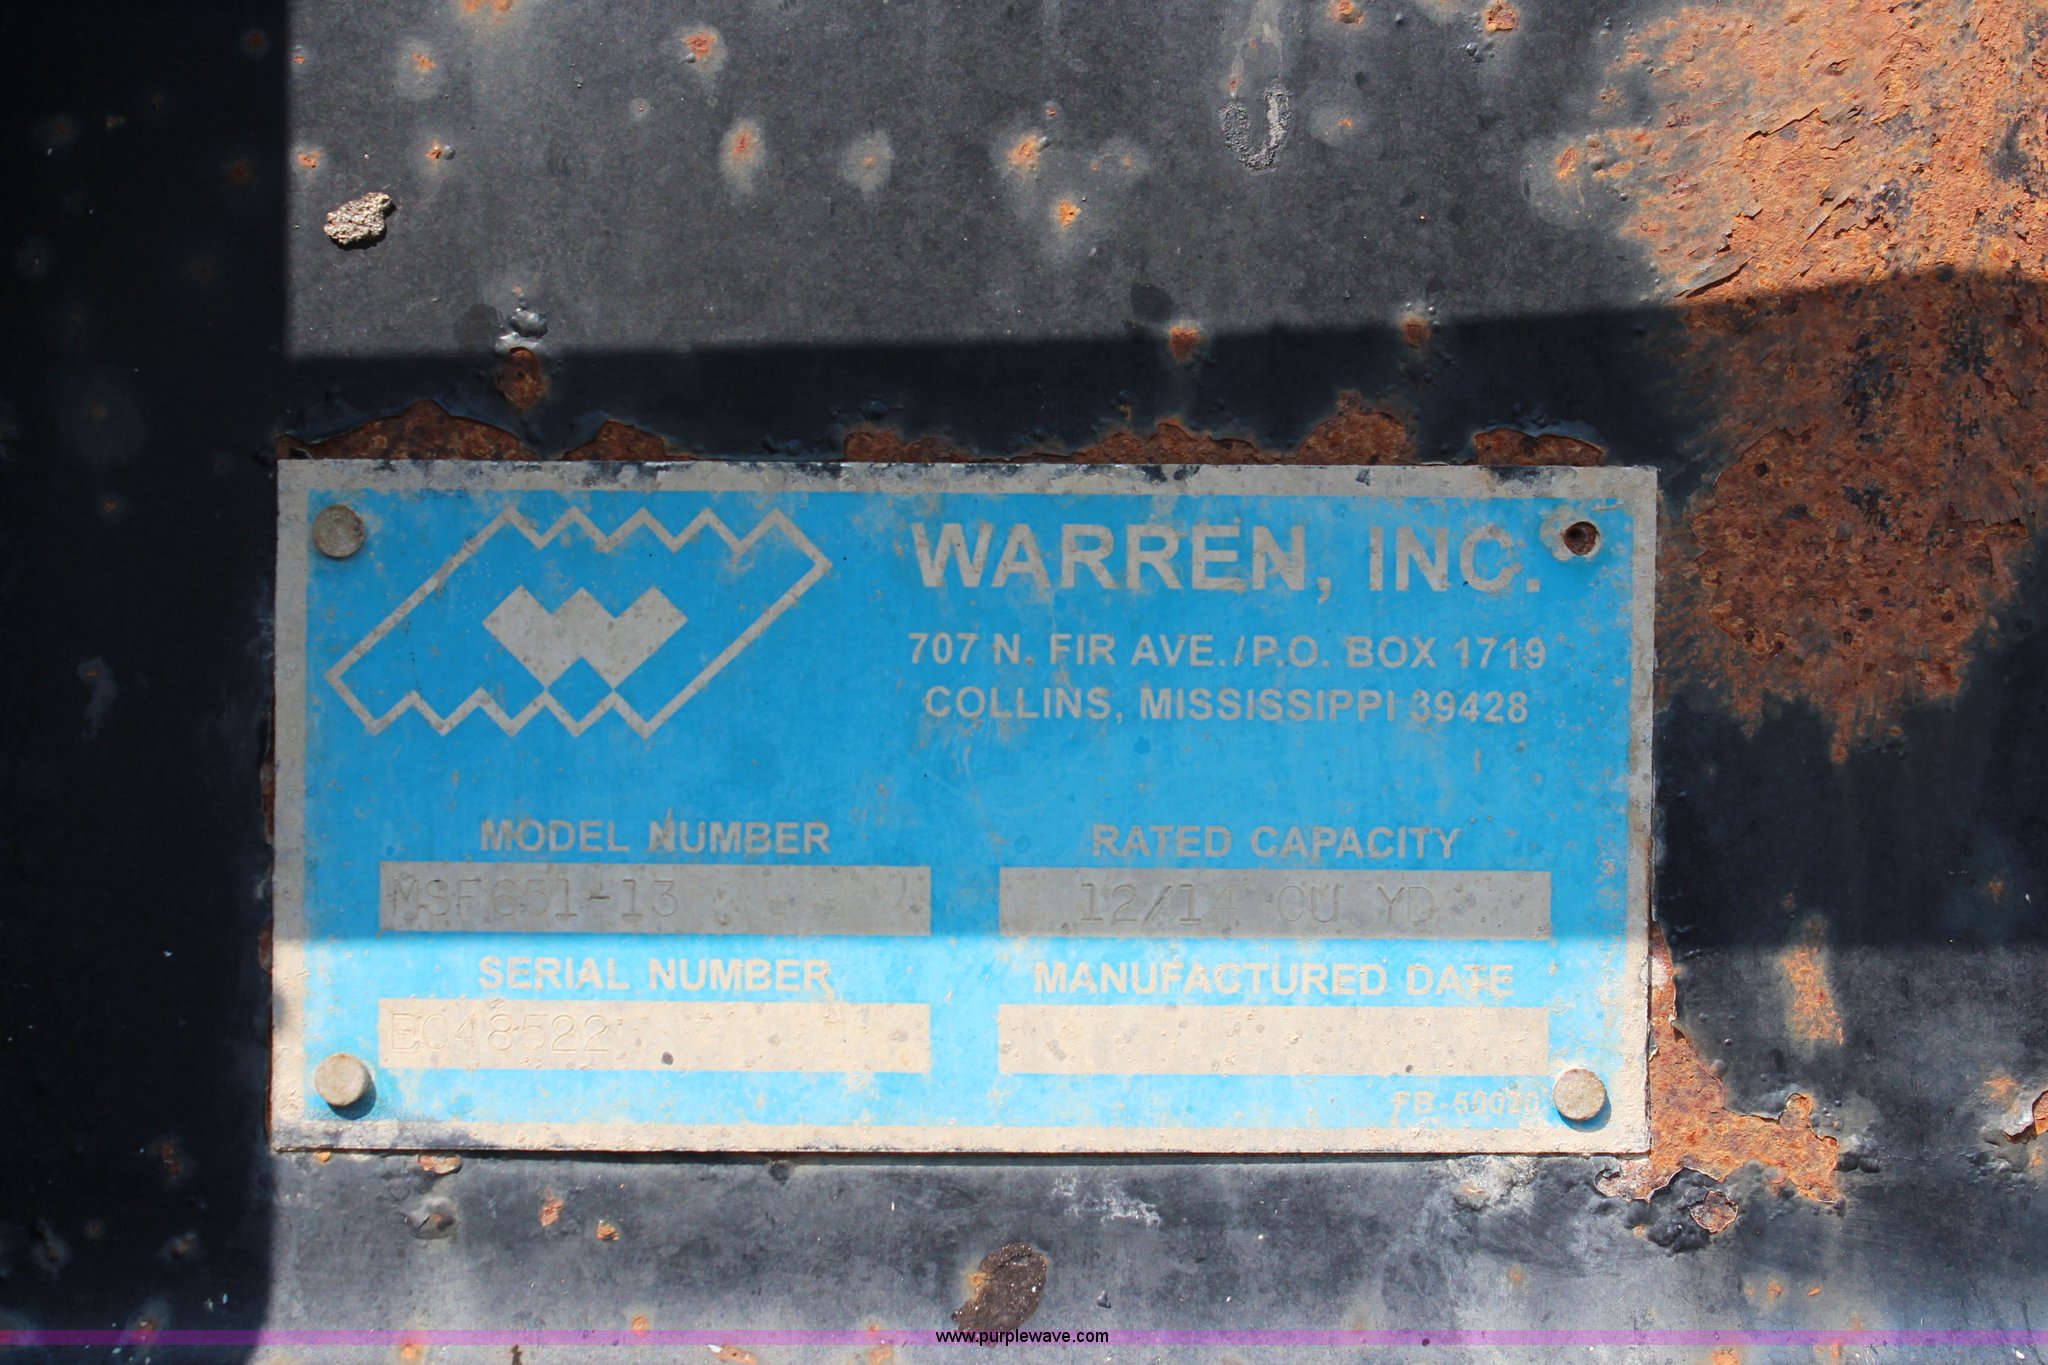 WARREN, INC.
707 N. FIR AVE./P.O. BOX 1719
COLLINS, MISSISSIPPI 39428
MODEL NUMBER
MSF651-13
RATED CAPACITY
12/14 CU YD
SERIAL NUMBER
EC48522
MANUFACTURED DATE
www.purplewave.com